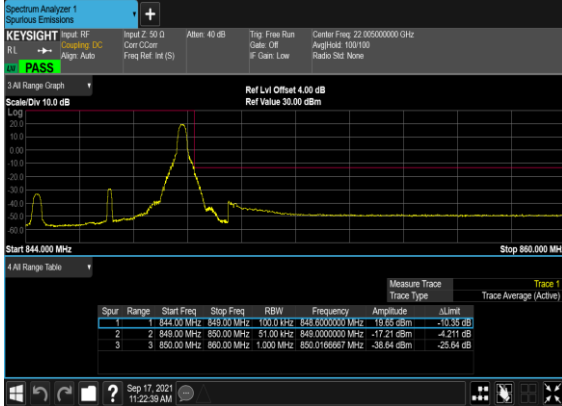 Spectrum Analyzer 1
Spurious Emissions
KEYSIGHT Input: RF Input Z: 50 Ω Atten: 40 dB Trig: Free Run Center Freq: 22.005000000 GHz
RL Coupling: DC Corr CCorr Gate: Off Avg|Hold: 100/100
Align: Auto Freq Ref: Int (S) IF Gain: Low Radio Std: None
PASS
3 All Range Graph
Ref Lvl Offset 4.00 dB
Scale/Div 10.0 dB Ref Value 30.00 dBm
Log
20.0
10.0
0.00
-10.0
-20.0
-30.0
-40.0
-50.0
-60.0
Start 844.000 MHz Stop 860.000 MH
4 All Range Table
Measure Trace Trace 1
Trace Type Trace Average (Active)
Spur Range Start Freq Stop Freq RBW Frequency Amplitude ΔLimit
1 1 844.00 MHz 849.00 MHz 100.0 kHz 848.6000000 MHz 19.65 dBm -10.35 dB
2 2 849.00 MHz 850.00 MHz 51.00 kHz 849.0000000 MHz -17.21 dBm -4.211 dB
3 3 850.00 MHz 860.00 MHz 1.000 MHz 850.0166667 MHz -38.64 dBm -25.64 dB
Sep 17, 2021
11:22:39 AM